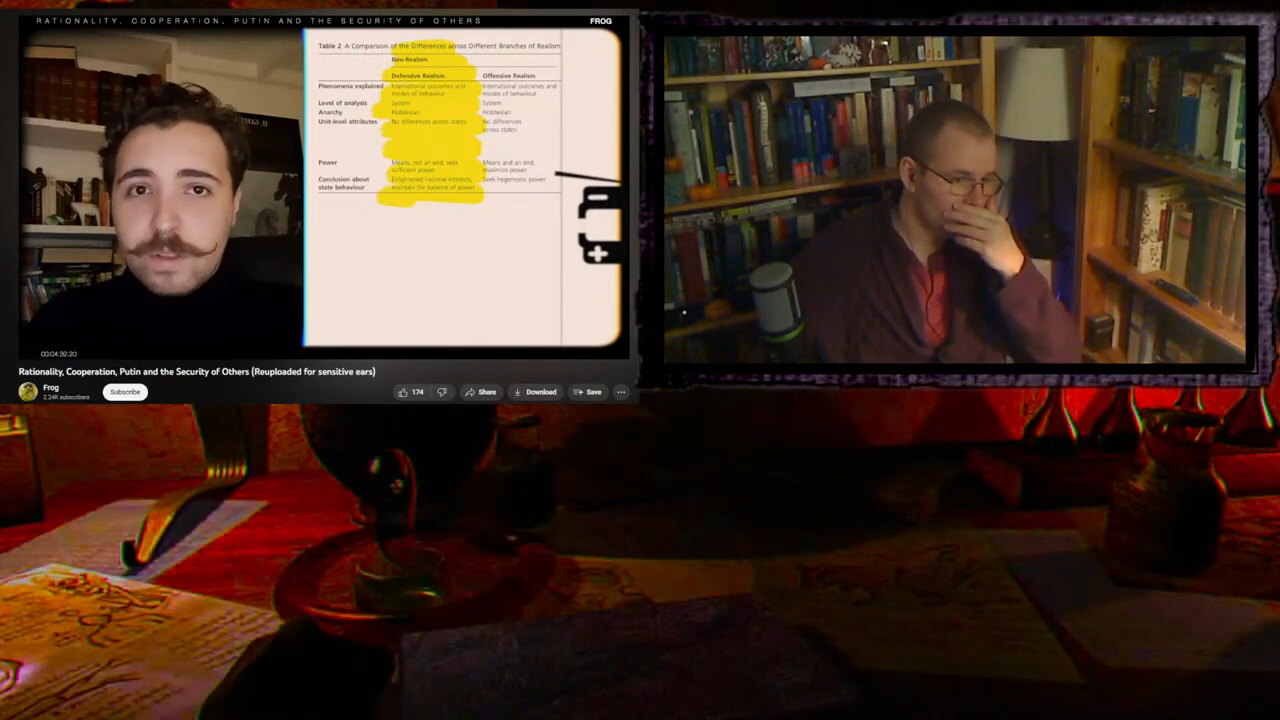 RATIONALITY, COOPERATION, PUTIN AND THE SECURITY OF OTHERS
FROG
Table 2 A Comparison of the Differences across Different Branches of Realism
Neo-Realism
Defensive Realism Offensive Realism
Phenomena explained International outcomes and International outcomes and
modes of behaviour modes of behaviour
Level of analysis System System
Anarchy Hobbesian Hobbesian
Unit-level attributes No differences across states No differences
across states
Power Means, not an end, seek Means and an end,
sufficient power maximize power
Conclusion about Enlightened national interests, Seek hegemonic power
state behaviour maintain the balance of power
00:04:32:20
Rationality, Cooperation, Putin and the Security of Others (Reuploaded for sensitive ears)
Frog
2.24K subscribers
Subscribe
174
Share
Download
Save